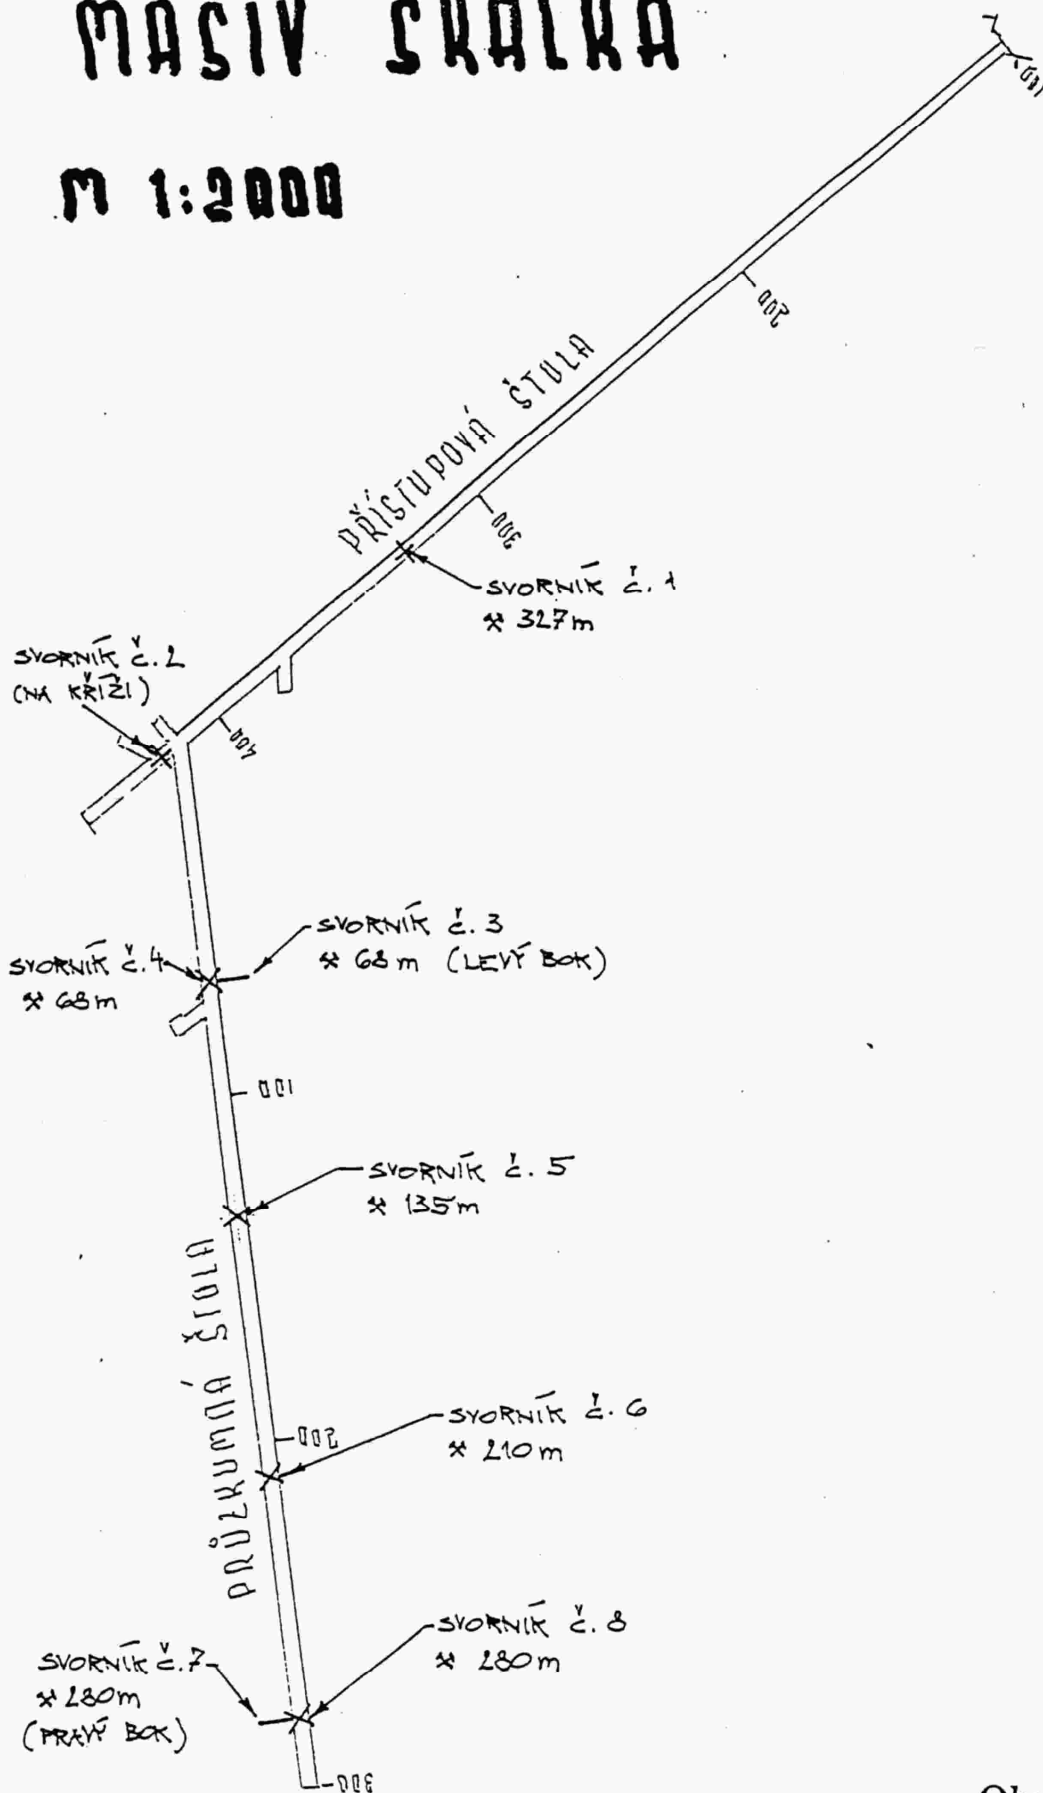 MASIV SKALKA
M 1:2000
100
200
PŘÍSTUPOVÁ ŠTOLA
300
SVORNÍK č. 1
⚒ 327m
SVORNÍK č. 2
(NA KŘÍŽI)
400
SVORNÍK č. 3
⚒ 68m (LEVÝ BOK)
SVORNÍK č. 4
⚒ 68m
100
SVORNÍK č. 5
⚒ 135m
PRŮZKUMNÁ ŠTOLA
200
SVORNÍK č. 6
⚒ 210m
SVORNÍK č. 8
⚒ 280m
SVORNÍK č. 7
⚒ 280m
(PRAVÝ BOK)
300